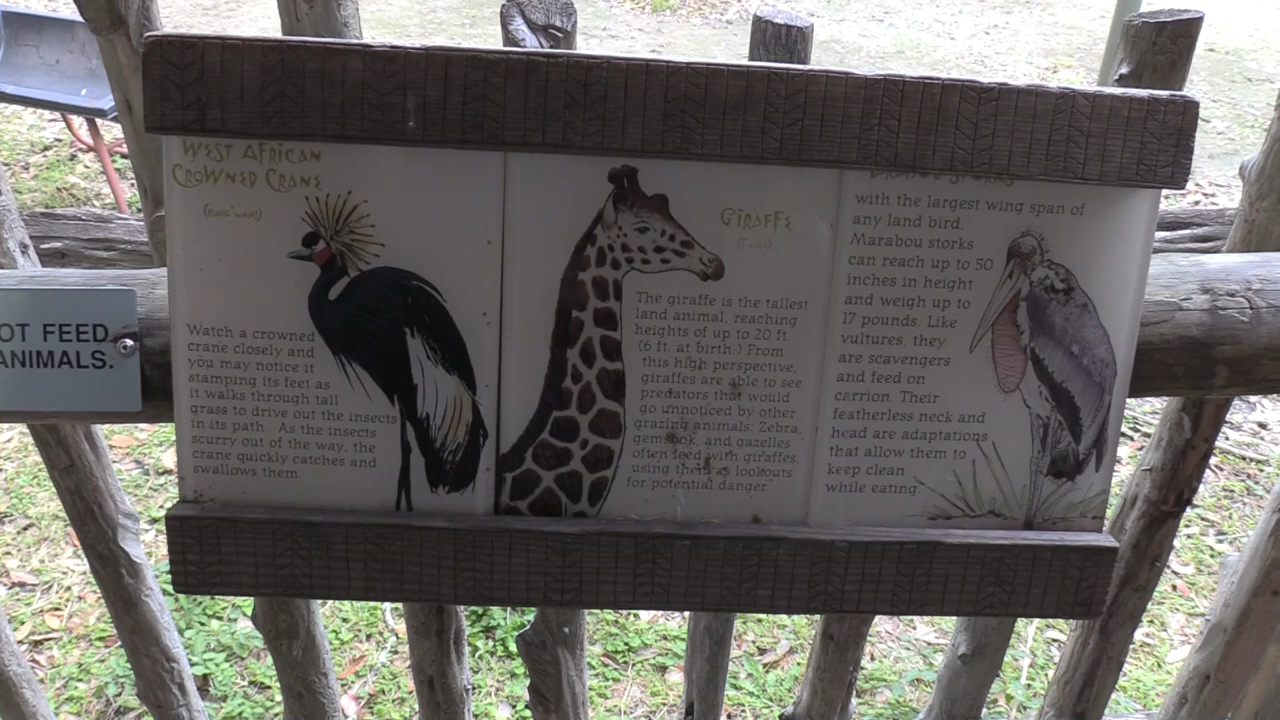 WEST AFRICAN
CROWNED CRANE
Watch a crowned
crane closely and
you may notice it
stamping its feet as
it walks through tall
grass to drive out the insects
in its path. As the insects
scurry out of the way, the
crane quickly catches and
swallows them.
GIRAFFE
(Twiga)
The giraffe is the tallest
land animal, reaching
heights of up to 20 ft.
(6 ft. at birth.) From
this high perspective,
giraffes are able to see
predators that would
go unnoticed by other
grazing animals: Zebra,
gemsbok, and gazelles
often feed with giraffes,
using them as lookouts
for potential danger
with the largest wing span of
any land bird,
Marabou storks
can reach up to 50
inches in height
and weigh up to
17 pounds. Like
vultures, they
are scavengers
and feed on
carrion. Their
featherless neck and
head are adaptations
that allow them to
keep clean
while eating.
OT FEED
ANIMALS.